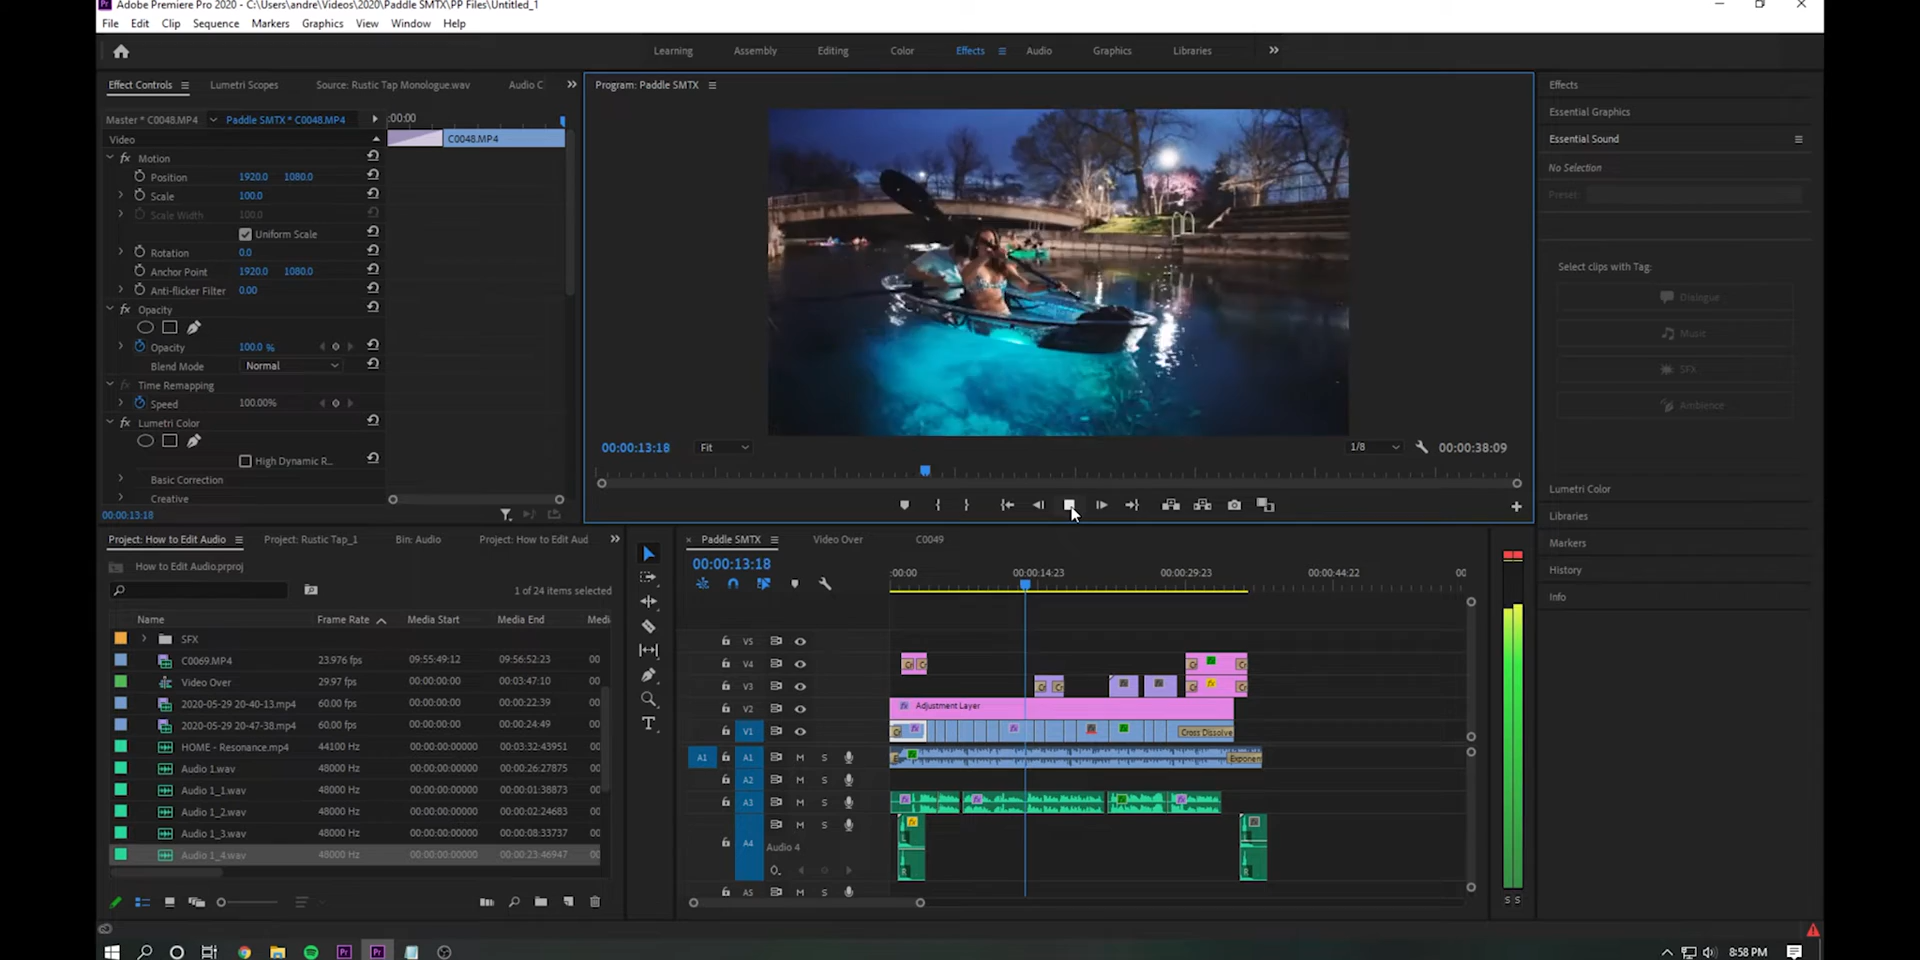 Adobe Premiere Pro 2020 - C:\Users\andre\Videos\2020\Paddle SMTX\PP Files\Untitled_1
File Edit Clip Sequence Markers Graphics View Window Help
Learning Assembly Editing Color Effects Audio Graphics Libraries
Effect Controls Lumetri Scopes Source: Rustic Tap Monologue.wav Audio C
Master * C0048.MP4 Paddle SMTX * C0048.MP4 :00:00
Video C0048.MP4
fx Motion
Position 1920.0 1080.0
Scale 100.0
Scale Width 100.0
Uniform Scale
Rotation 0.0
Anchor Point 1920.0 1080.0
Anti-flicker Filter 0.00
fx Opacity
Opacity 100.0 %
Blend Mode Normal
fx Time Remapping
Speed 100.00%
fx Lumetri Color
High Dynamic R...
Basic Correction
Creative
00:00:13:18
Program: Paddle SMTX
00:00:13:18 Fit 1/8 00:00:38:09
Effects
Essential Graphics
Essential Sound
No Selection
Preset:
Select clips with Tag:
Dialogue
Music
SFX
Ambience
Lumetri Color
Libraries
Markers
History
Info
Project: How to Edit Audio Project: Rustic Tap_1 Bin: Audio Project: How to Edit Aud
How to Edit Audio.prproj
1 of 24 items selected
Name Frame Rate Media Start Media End Medi
SFX
C0069.MP4 23.976 fps 09:55:49:12 09:56:52:23 00
Video Over 29.97 fps 00:00:00:00 00:03:47:10 00
2020-05-29 20-40-13.mp4 60.00 fps 00:00:00:00 00:00:22:39 00
2020-05-29 20-47-38.mp4 60.00 fps 00:00:00:00 00:00:24:49 00
HOME - Resonance.mp4 44100 Hz 00:00:00:00000 00:03:32:43951 00
Audio 1.wav 48000 Hz 00:00:00:00000 00:00:26:27875 00
Audio 1_1.wav 48000 Hz 00:00:00:00000 00:00:01:38873 00
Audio 1_2.wav 48000 Hz 00:00:00:00000 00:00:02:24683 00
Audio 1_3.wav 48000 Hz 00:00:00:00000 00:00:08:33737 00
Audio 1_4.wav 48000 Hz 00:00:00:00000 00:00:23:46947 00
Paddle SMTX Video Over C0049
00:00:13:18
:00:00 00:00:14:23 00:00:29:23 00:00:44:22 00
V5
V4
V3
V2 fx Adjustment Layer
V1 Cross Dissolve
A1 A1 M S Exponen
A2 M S
A3 M S
M S
A4 Audio 4
L
R
L
R
A5 M S
S S
8:58 PM